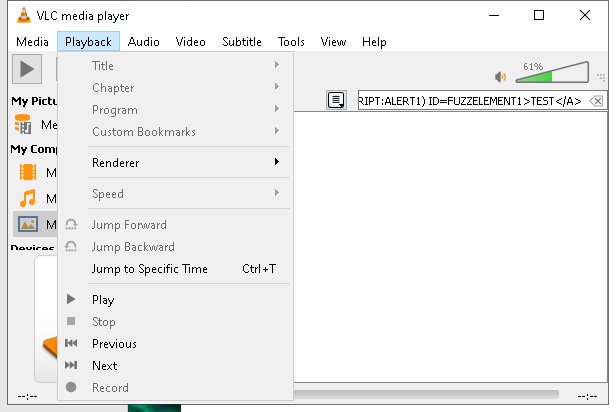 VLC media player
Media Playback Audio Video Subtitle Tools View Help
61%
Title
Chapter
Program
Custom Bookmarks
Renderer
Speed
Jump Forward
Jump Backward
Jump to Specific Time Ctrl+T
Play
Stop
Previous
Next
Record
My Pictu
Me
My Comp
M
M
M
Devices
RIPT:ALERT1) ID=FUZZELEMENT1>TEST</A>
--:-- --:--